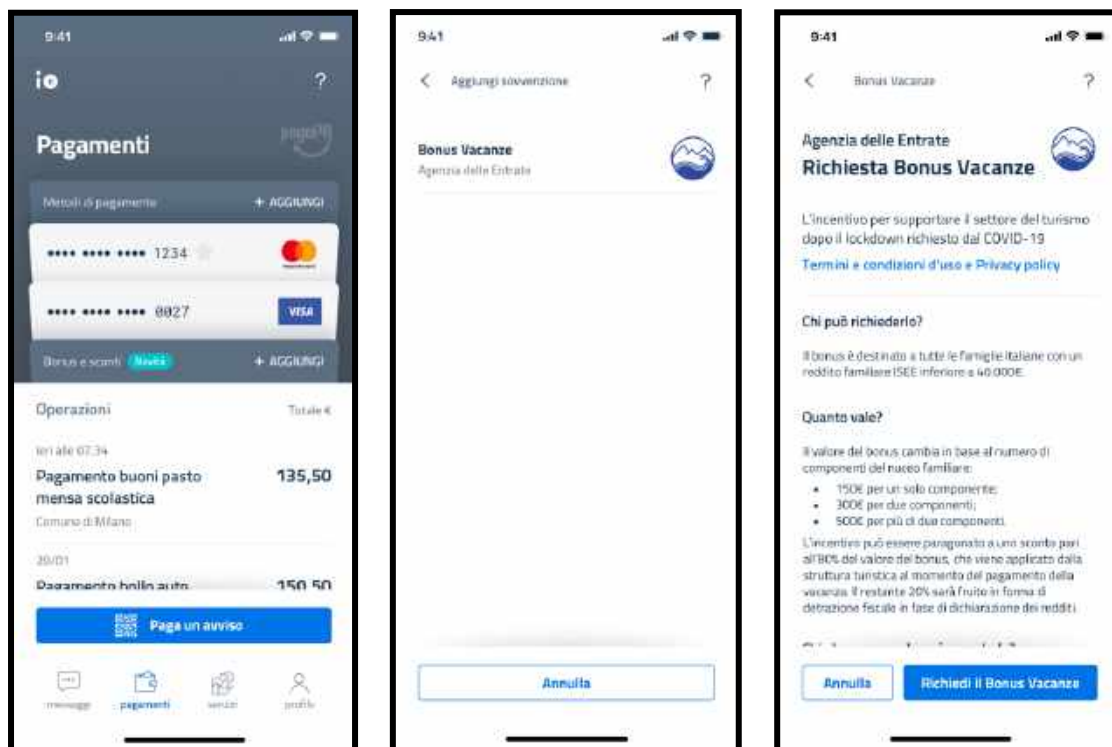 9:41
io
?
Pagamenti
pagoPA
Metodi di pagamento
+ AGGIUNGI
•••• •••• •••• 1234
•••• •••• •••• 0027
VISA
Bonus e sconti Novità
+ AGGIUNGI
Operazioni
Totale €
Ieri alle 07:34
Pagamento buoni pasto
mensa scolastica
135,50
Comune di Milano
20/01
Pagamento bollo auto
150,50
Paga un avviso
messaggi
pagamenti
servizi
profilo
9:41
Aggiungi sovvenzione
?
Bonus Vacanze
Agenzia delle Entrate
Annulla
9:41
Bonus Vacanze
?
Agenzia delle Entrate
Richiesta Bonus Vacanze
L'incentivo per supportare il settore del turismo
dopo il lockdown richiesto dal COVID-19
Termini e condizioni d'uso e Privacy policy
Chi può richiederlo?
Il bonus è destinato a tutte le famiglie italiane con un
reddito familiare ISEE inferiore a 40.000€.
Quanto vale?
Il valore del bonus cambia in base al numero di
componenti del nucleo familiare:
• 150€ per un solo componente;
• 300€ per due componenti;
• 500€ per più di due componenti.
L'incentivo può essere paragonato a uno sconto pari
all'80% del valore del bonus, che viene applicato dalla
struttura turistica al momento del pagamento della
vacanza. Il restante 20% sarà fruito in forma di
detrazione fiscale in fase di dichiarazione dei redditi.
Annulla
Richiedi il Bonus Vacanze